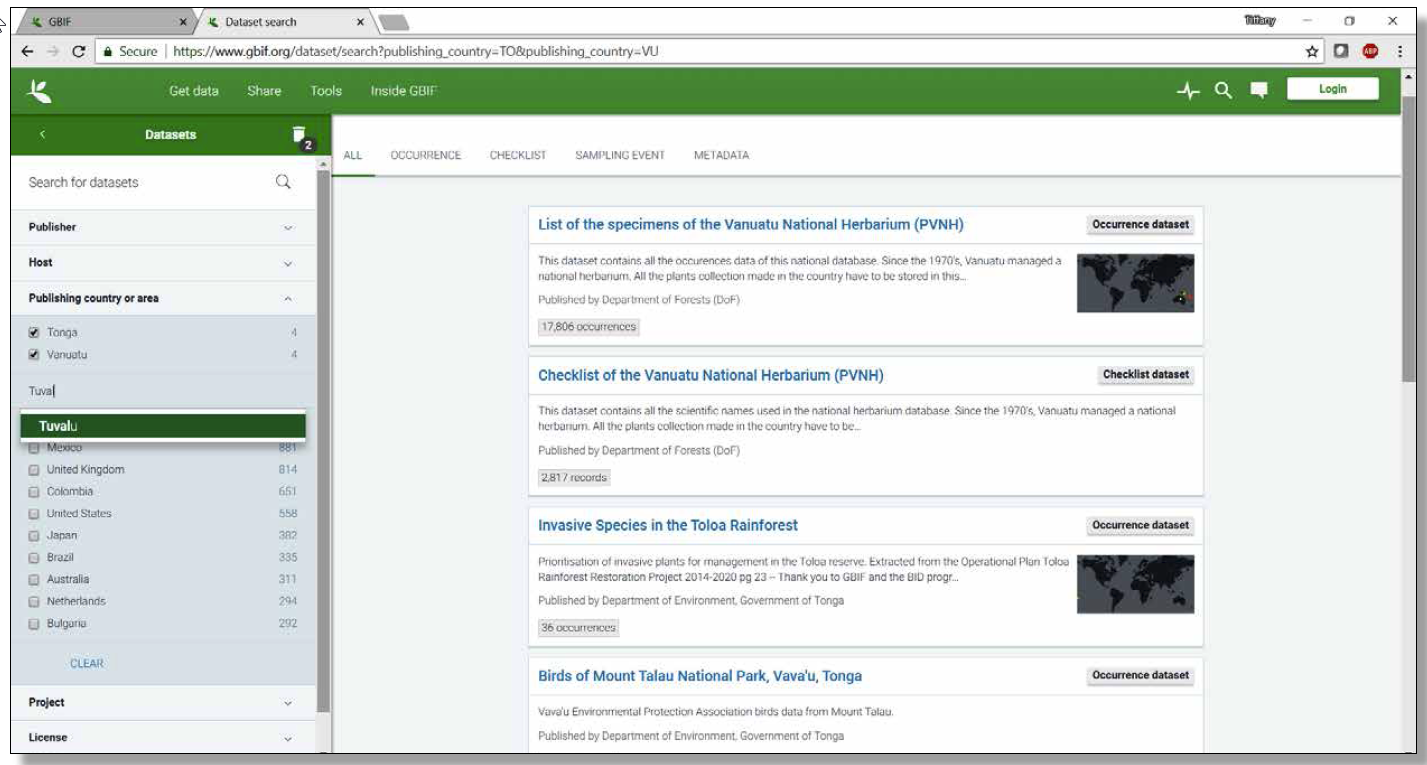 GBIF
Dataset search
Tiffany
Secure | https://www.gbif.org/dataset/search?publishing_country=TO&publishing_country=VU
ABP
Get data Share Tools Inside GBIF
Login
Datasets
2
ALL OCCURRENCE CHECKLIST SAMPLING EVENT METADATA
Search for datasets
Publisher
Host
Publishing country or area
Tonga 4
Vanuatu 4
Tuval
Tuvalu
Mexico 881
United Kingdom 814
Colombia 651
United States 558
Japan 382
Brazil 335
Australia 311
Netherlands 294
Bulgaria 292
CLEAR
Project
License
List of the specimens of the Vanuatu National Herbarium (PVNH)
Occurrence dataset
This dataset contains all the occurences data of this national database. Since the 1970's, Vanuatu managed a
national herbarium. All the plants collection made in the country have to be stored in this...
Published by Department of Forests (DoF)
17,806 occurrences
Checklist of the Vanuatu National Herbarium (PVNH)
Checklist dataset
This dataset contains all the scientific names used in the national herbarium database. Since the 1970's, Vanuatu managed a national
herbarium. All the plants collection made in the country have to be...
Published by Department of Forests (DoF)
2,817 records
Invasive Species in the Toloa Rainforest
Occurrence dataset
Prioritisation of invasive plants for management in the Toloa reserve. Extracted from the Operational Plan Toloa
Rainforest Restoration Project 2014-2020 pg 23 – Thank you to GBIF and the BID progr...
Published by Department of Environment, Government of Tonga
36 occurrences
Birds of Mount Talau National Park, Vava'u, Tonga
Occurrence dataset
Vava'u Environmental Protection Association birds data from Mount Talau.
Published by Department of Environment, Government of Tonga